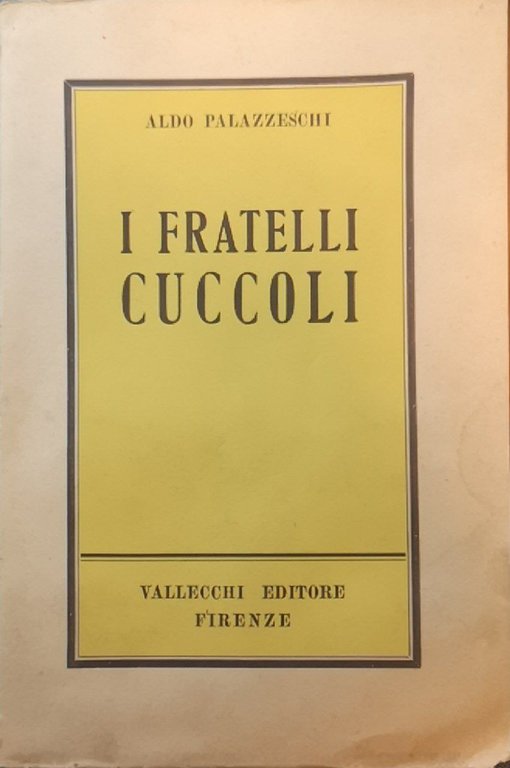 ALDO PALAZZESCHI
I FRATELLI
CUCCOLI
VALLECCHI EDITORE
FIRENZE